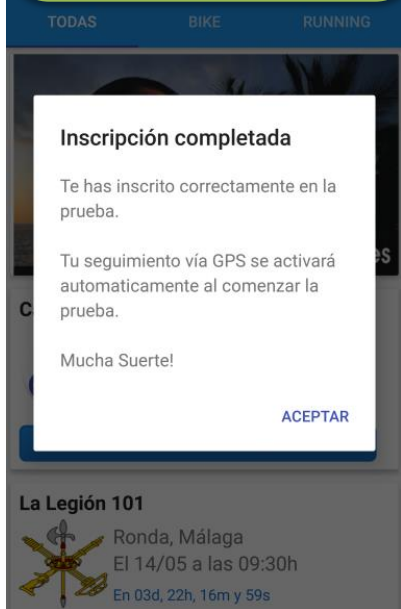 TODAS BIKE RUNNING
Inscripción completada
Te has inscrito correctamente en la
prueba.
Tu seguimiento vía GPS se activará
automaticamente al comenzar la
prueba.
Mucha Suerte!
ACEPTAR
La Legión 101
Ronda, Málaga
El 14/05 a las 09:30h
En 03d, 22h, 16m y 59s